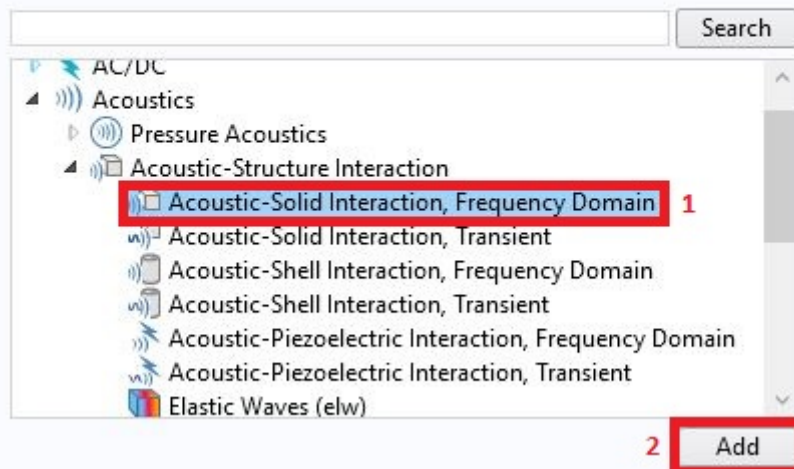 Search
AC/DC
Acoustics
Pressure Acoustics
Acoustic-Structure Interaction
Acoustic-Solid Interaction, Frequency Domain 1
Acoustic-Solid Interaction, Transient
Acoustic-Shell Interaction, Frequency Domain
Acoustic-Shell Interaction, Transient
Acoustic-Piezoelectric Interaction, Frequency Domain
Acoustic-Piezoelectric Interaction, Transient
Elastic Waves (elw)
2 Add